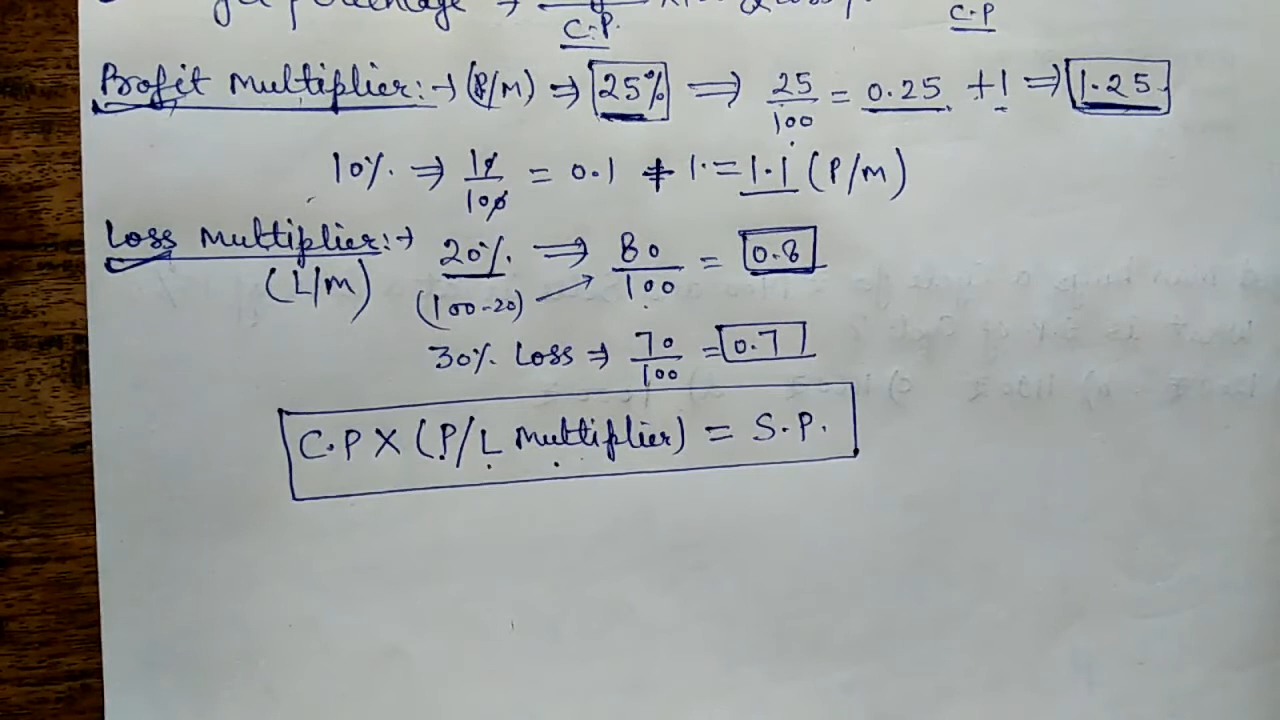 percentage →
C.P.
C.P
Profit Multiplier:→ (P/M) ⇒ 25% ⇒ 25/100 = 0.25 +1 ⇒ 1.25
10% ⇒ 10/100 = 0.1 + 1 = 1.1 (P/M)
Loss Multiplier:→ 20% ⇒ 80/100 = 0.8
(L/M) (100-20)
30% Loss ⇒ 70/100 = 0.7
C.P X (P/L Multiplier) = S.P.